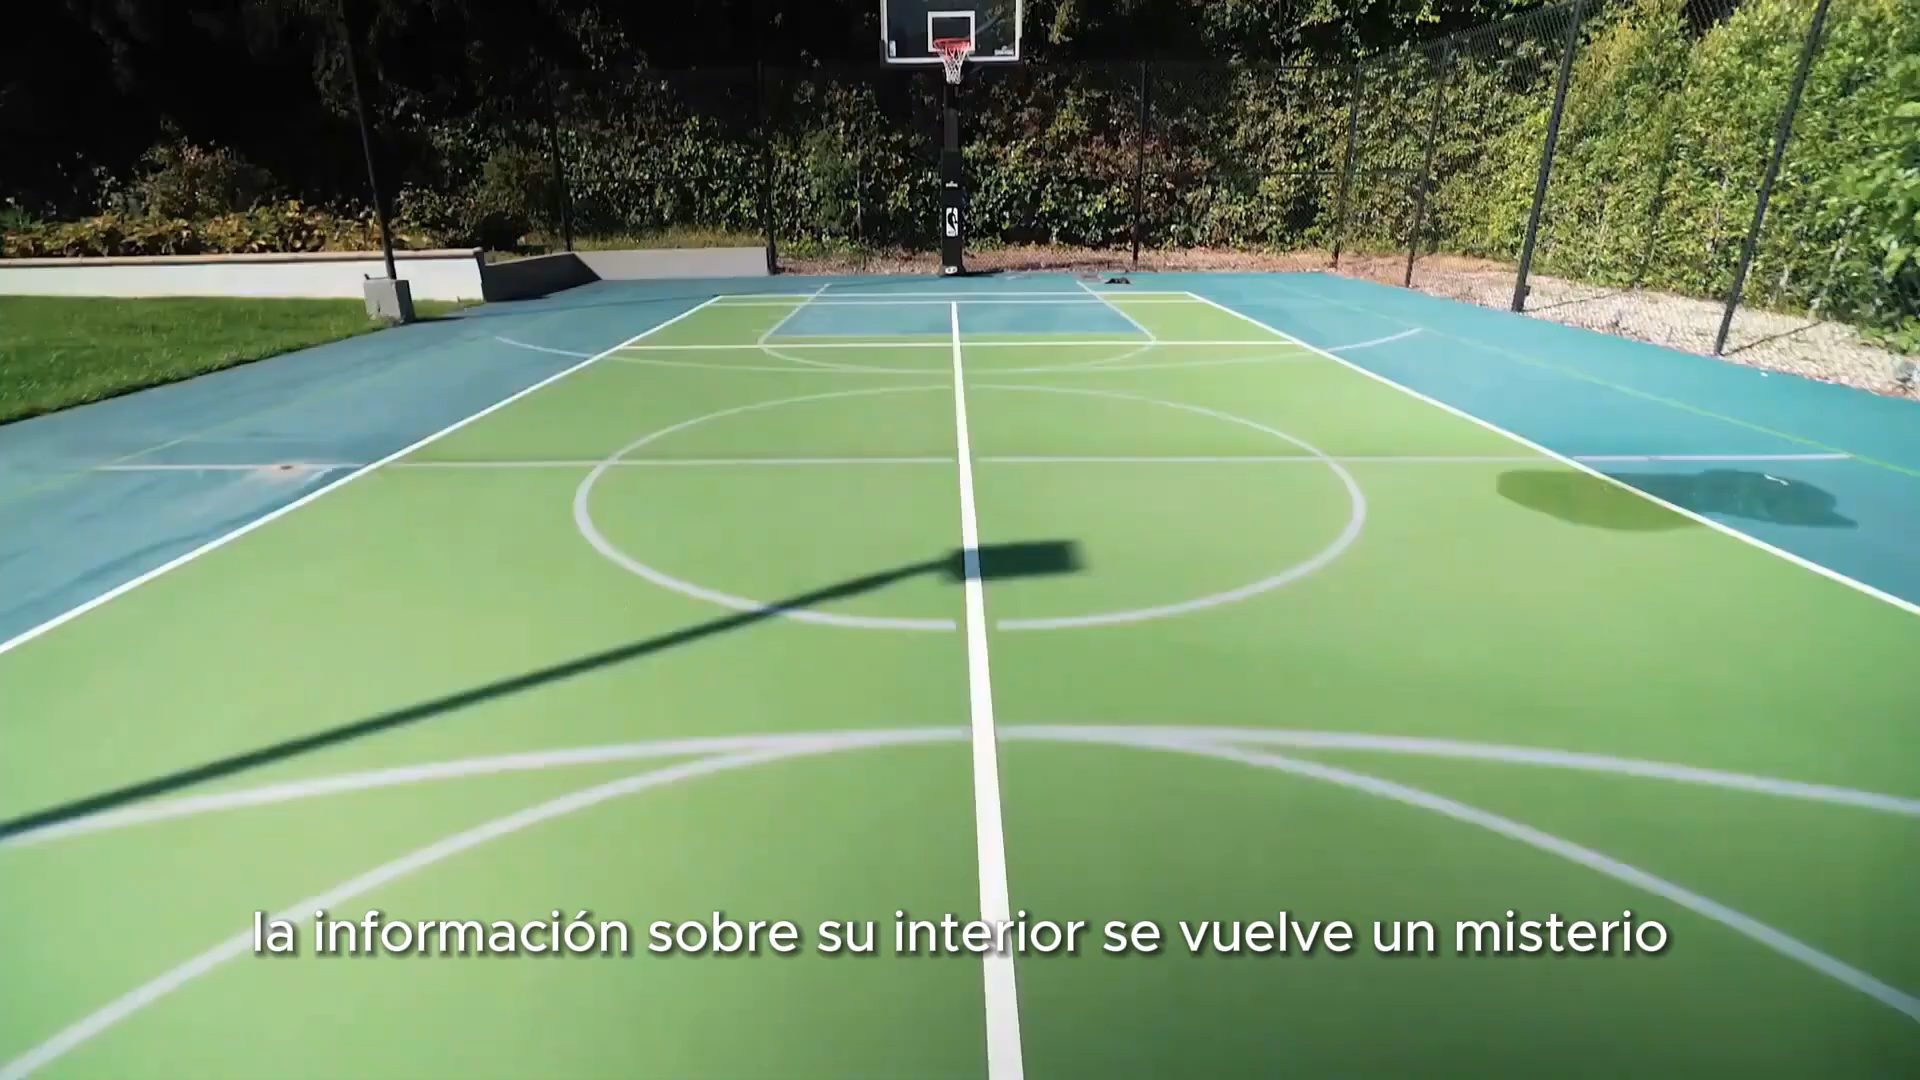 la información sobre su interior se vuelve un misterio